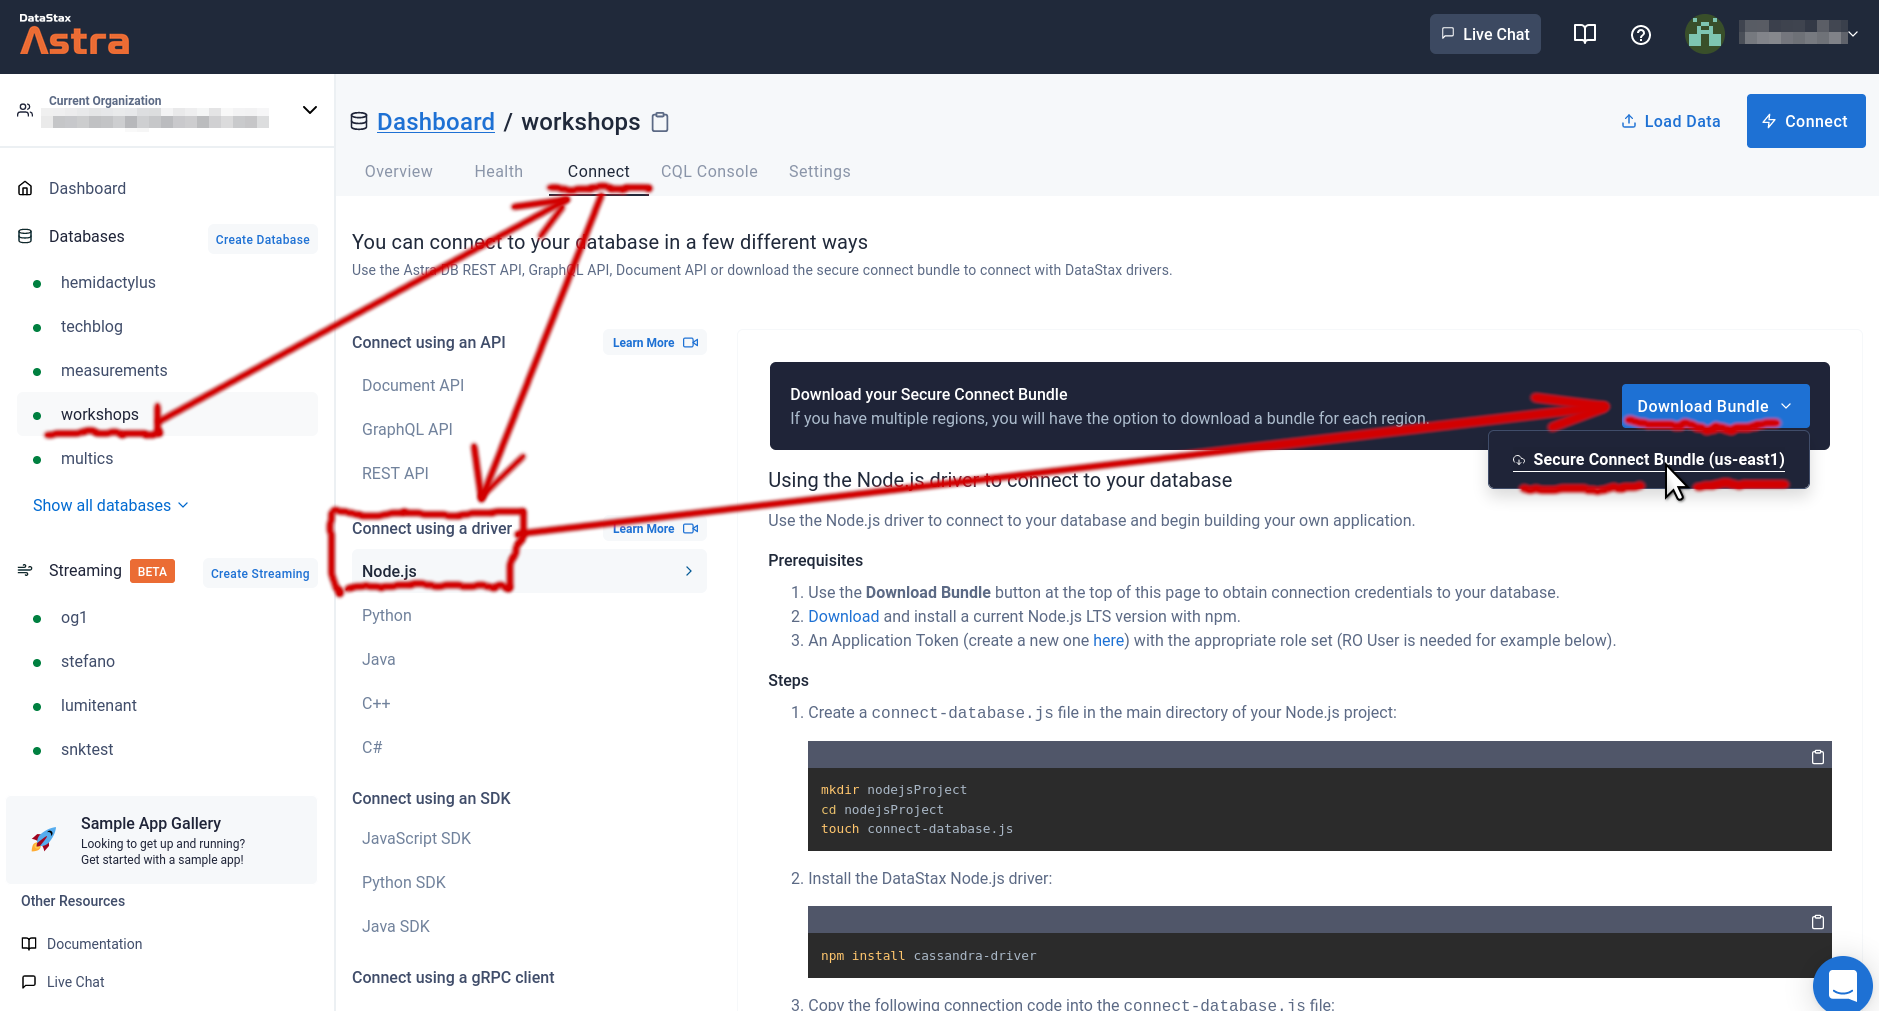 DataStax
Astra
Live Chat
Current Organization
Dashboard / workshops
Load Data
Connect
Overview
Health
Connect
CQL Console
Settings
Dashboard
Databases
Create Database
hemidactylus
techblog
measurements
workshops
multics
Show all databases
Streaming
BETA
Create Streaming
og1
stefano
lumitenant
snktest
Sample App Gallery
Looking to get up and running?
Get started with a sample app!
Other Resources
Documentation
Live Chat
You can connect to your database in a few different ways
Use the Astra DB REST API, GraphQL API, Document API or download the secure connect bundle to connect with DataStax drivers.
Connect using an API
Learn More
Document API
GraphQL API
REST API
Connect using a driver
Learn More
Node.js
Python
Java
C++
C#
Connect using an SDK
JavaScript SDK
Python SDK
Java SDK
Connect using a gRPC client
Download your Secure Connect Bundle
If you have multiple regions, you will have the option to download a bundle for each region.
Download Bundle
Secure Connect Bundle (us-east1)
Using the Node.js driver to connect to your database
Use the Node.js driver to connect to your database and begin building your own application.
Prerequisites
1. Use the Download Bundle button at the top of this page to obtain connection credentials to your database.
2. Download and install a current Node.js LTS version with npm.
3. An Application Token (create a new one here) with the appropriate role set (RO User is needed for example below).
Steps
1. Create a connect-database.js file in the main directory of your Node.js project:
mkdir nodejsProject
cd nodejsProject
touch connect-database.js
2. Install the DataStax Node.js driver:
npm install cassandra-driver
3. Copy the following connection code into the connect-database.js file: